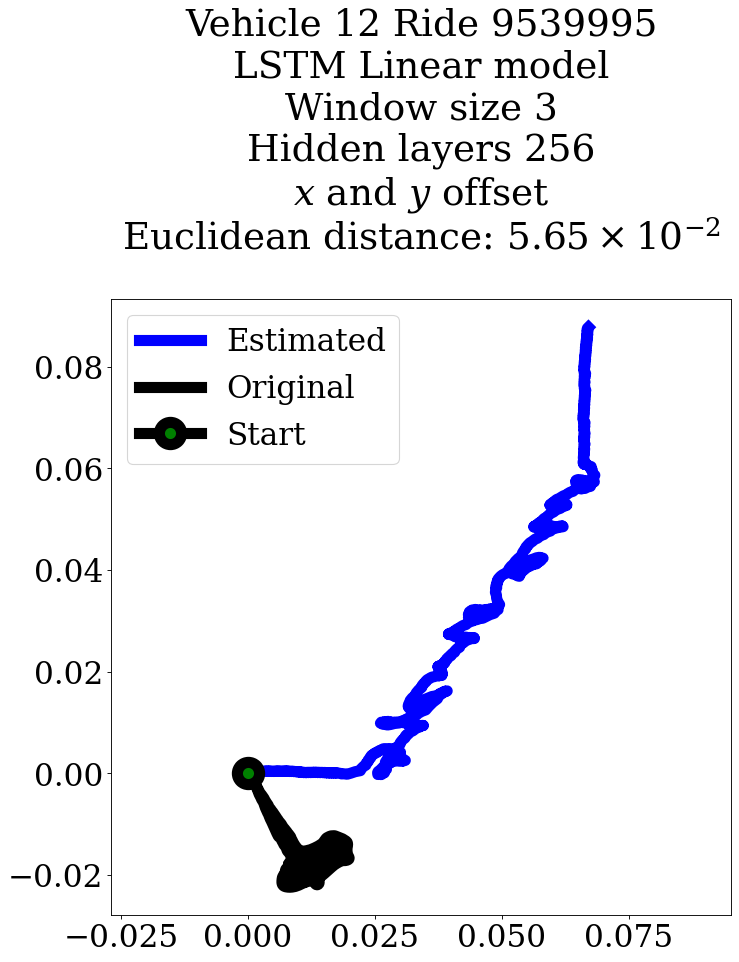 Vehicle 12 Ride 9539995
LSTM Linear model
Window size 3
Hidden layers 256
x and y offset
Euclidean distance: 5.65 × 10⁻²
Estimated
Original
Start
0.08
0.06
0.04
0.02
0.00
−0.02
−0.025 0.000 0.025 0.050 0.075